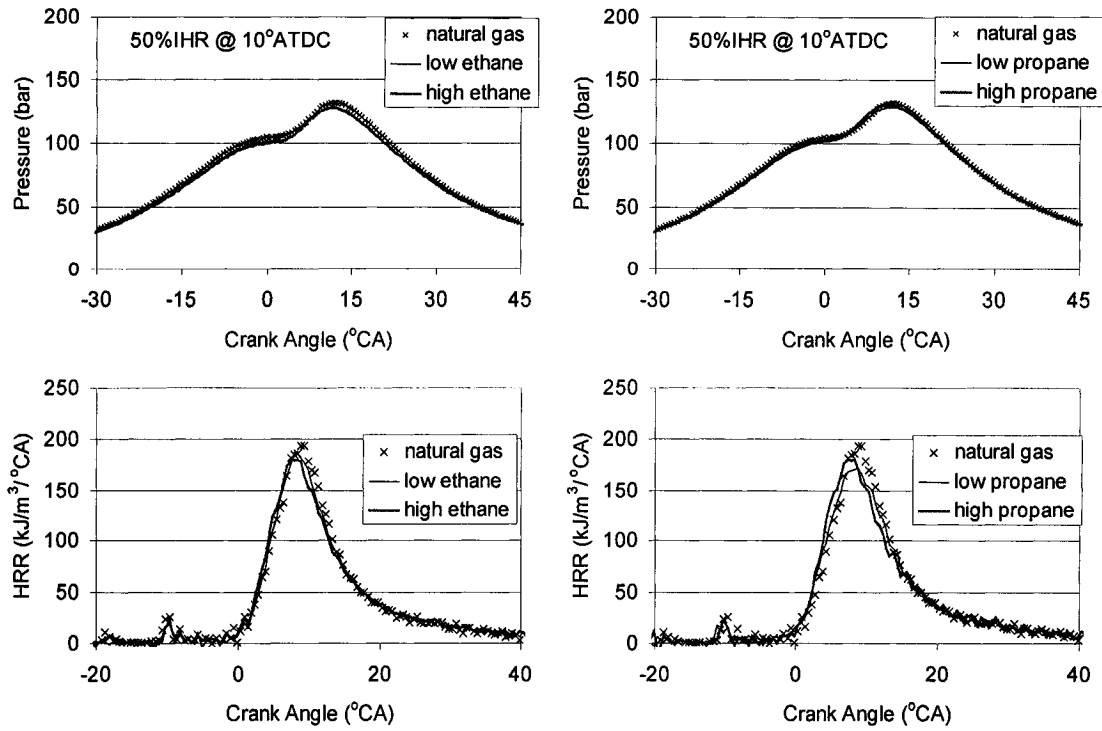 200
150
100
50
0
Pressure (bar)
50%IHR @ 10°ATDC
× natural gas
low ethane
high ethane
-30 -15 0 15 30 45
Crank Angle (°CA)
200
150
100
50
0
Pressure (bar)
50%IHR @ 10°ATDC
× natural gas
low propane
high propane
-30 -15 0 15 30 45
Crank Angle (°CA)
250
200
150
100
50
0
HRR (kJ/m³/°CA)
× natural gas
low ethane
high ethane
-20 0 20 40
Crank Angle (°CA)
250
200
150
100
50
0
HRR (kJ/m³/°CA)
× natural gas
low propane
high propane
-20 0 20 40
Crank Angle (°CA)